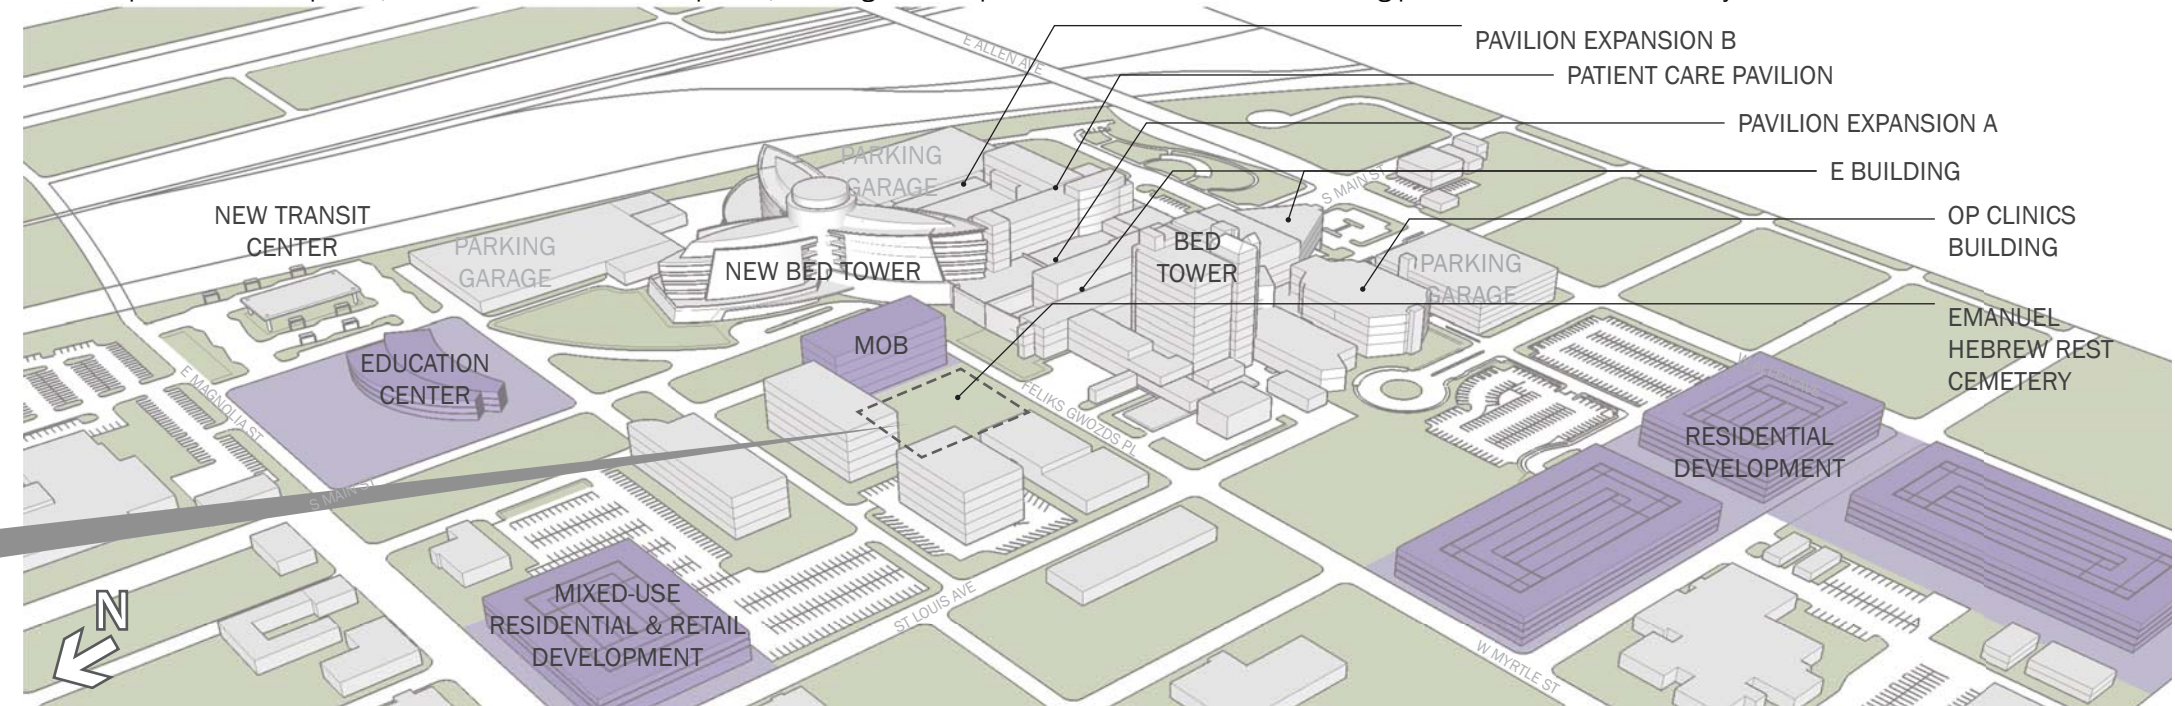 E ALLEN AVE
PAVILION EXPANSION B
PATIENT CARE PAVILION
PAVILION EXPANSION A
E BUILDING
OP CLINICS
BUILDING
EMANUEL
HEBREW REST
CEMETERY
PARKING
GARAGE
S MAIN ST
NEW TRANSIT
CENTER
PARKING
GARAGE
NEW BED TOWER
BED
TOWER
PARKING
GARAGE
MOB
EDUCATION
CENTER
E MAGNOLIA ST
FELIKS GWOZDS PL
RESIDENTIAL
DEVELOPMENT
S MAIN ST
MIXED-USE
RESIDENTIAL & RETAIL
DEVELOPMENT
ST LOUIS AVE
W MYRTLE ST
N